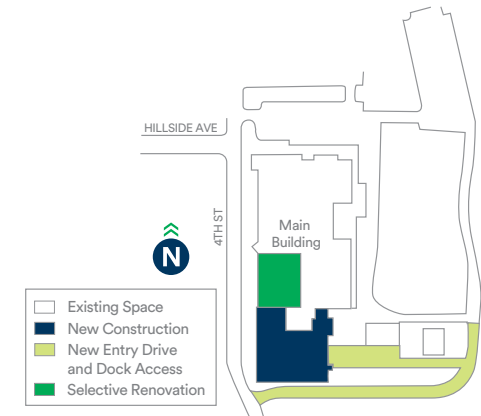 HILLSIDE AVE
4TH ST
Main
Building
N
Existing Space
New Construction
New Entry Drive
and Dock Access
Selective Renovation